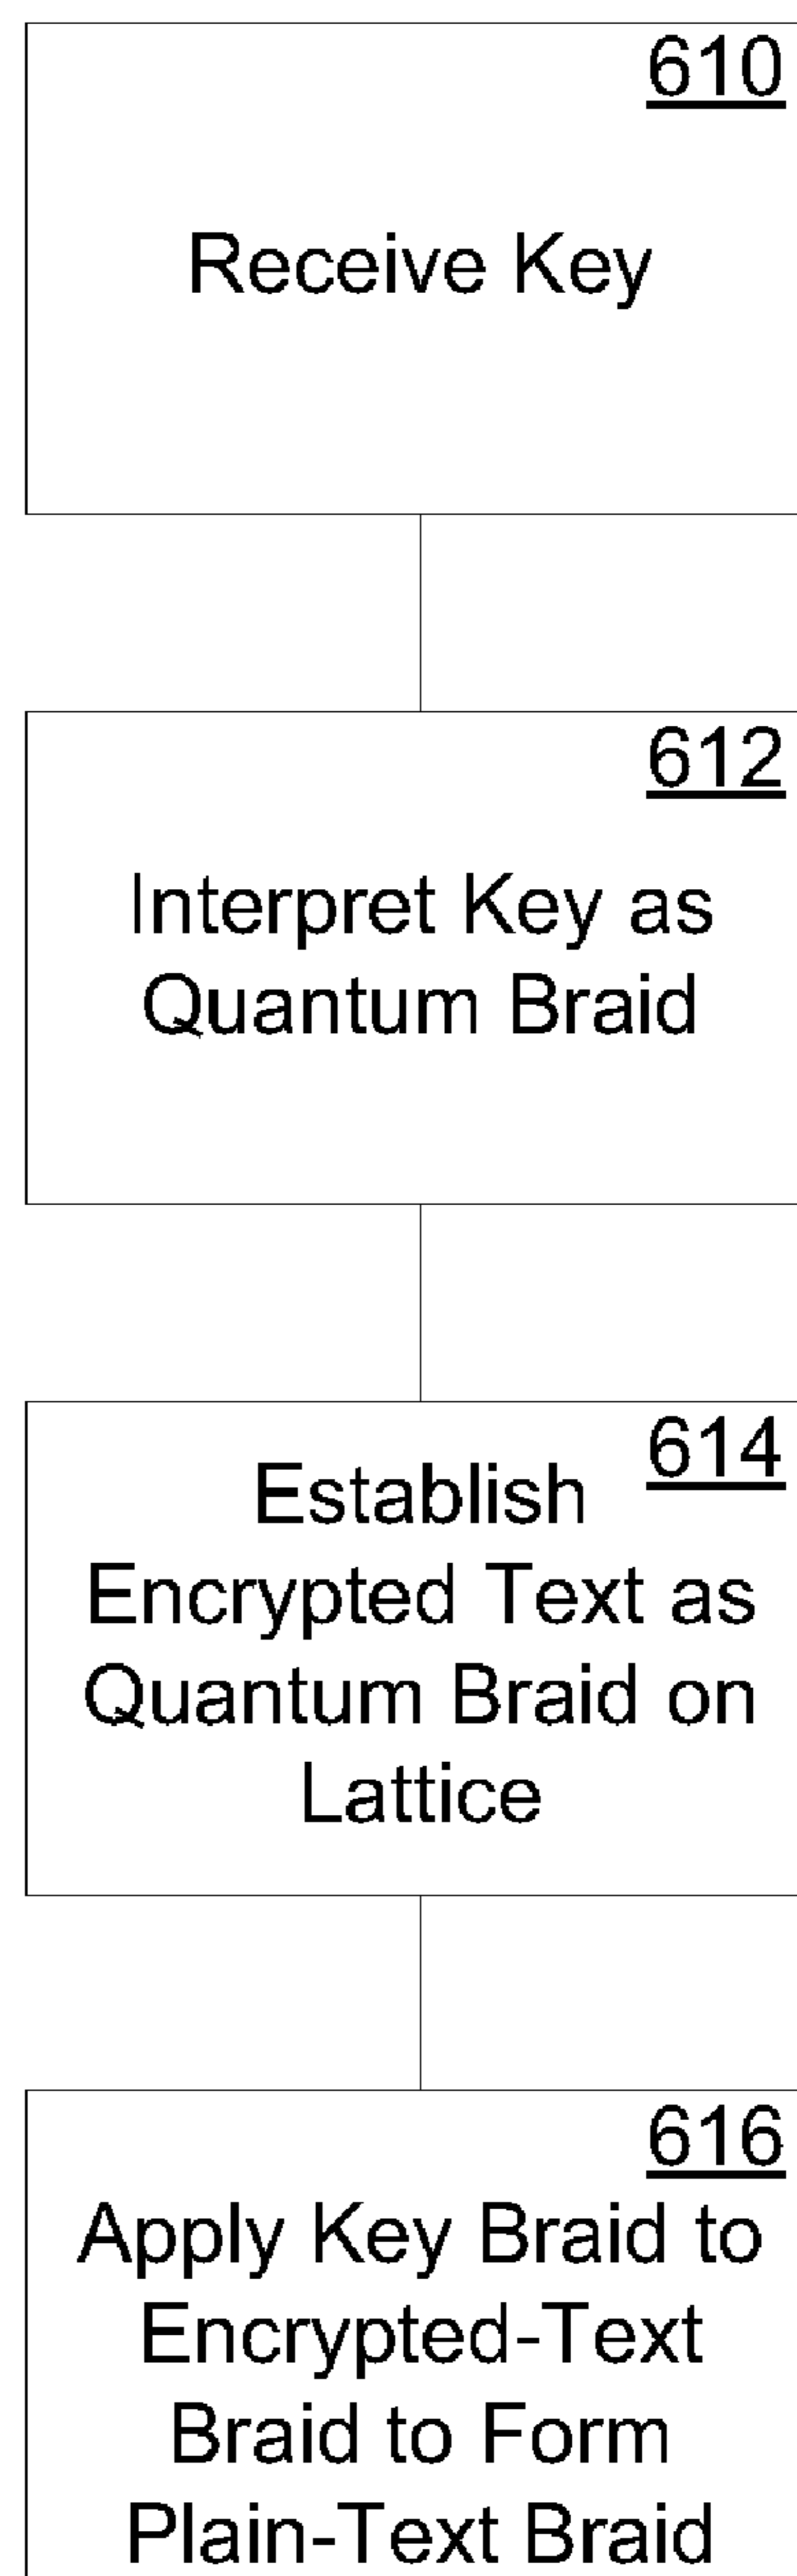 610
Receive Key
612
Interpret Key as
Quantum Braid
614
Establish
Encrypted Text as
Quantum Braid on
Lattice
616
Apply Key Braid to
Encrypted-Text
Braid to Form
Plain-Text Braid